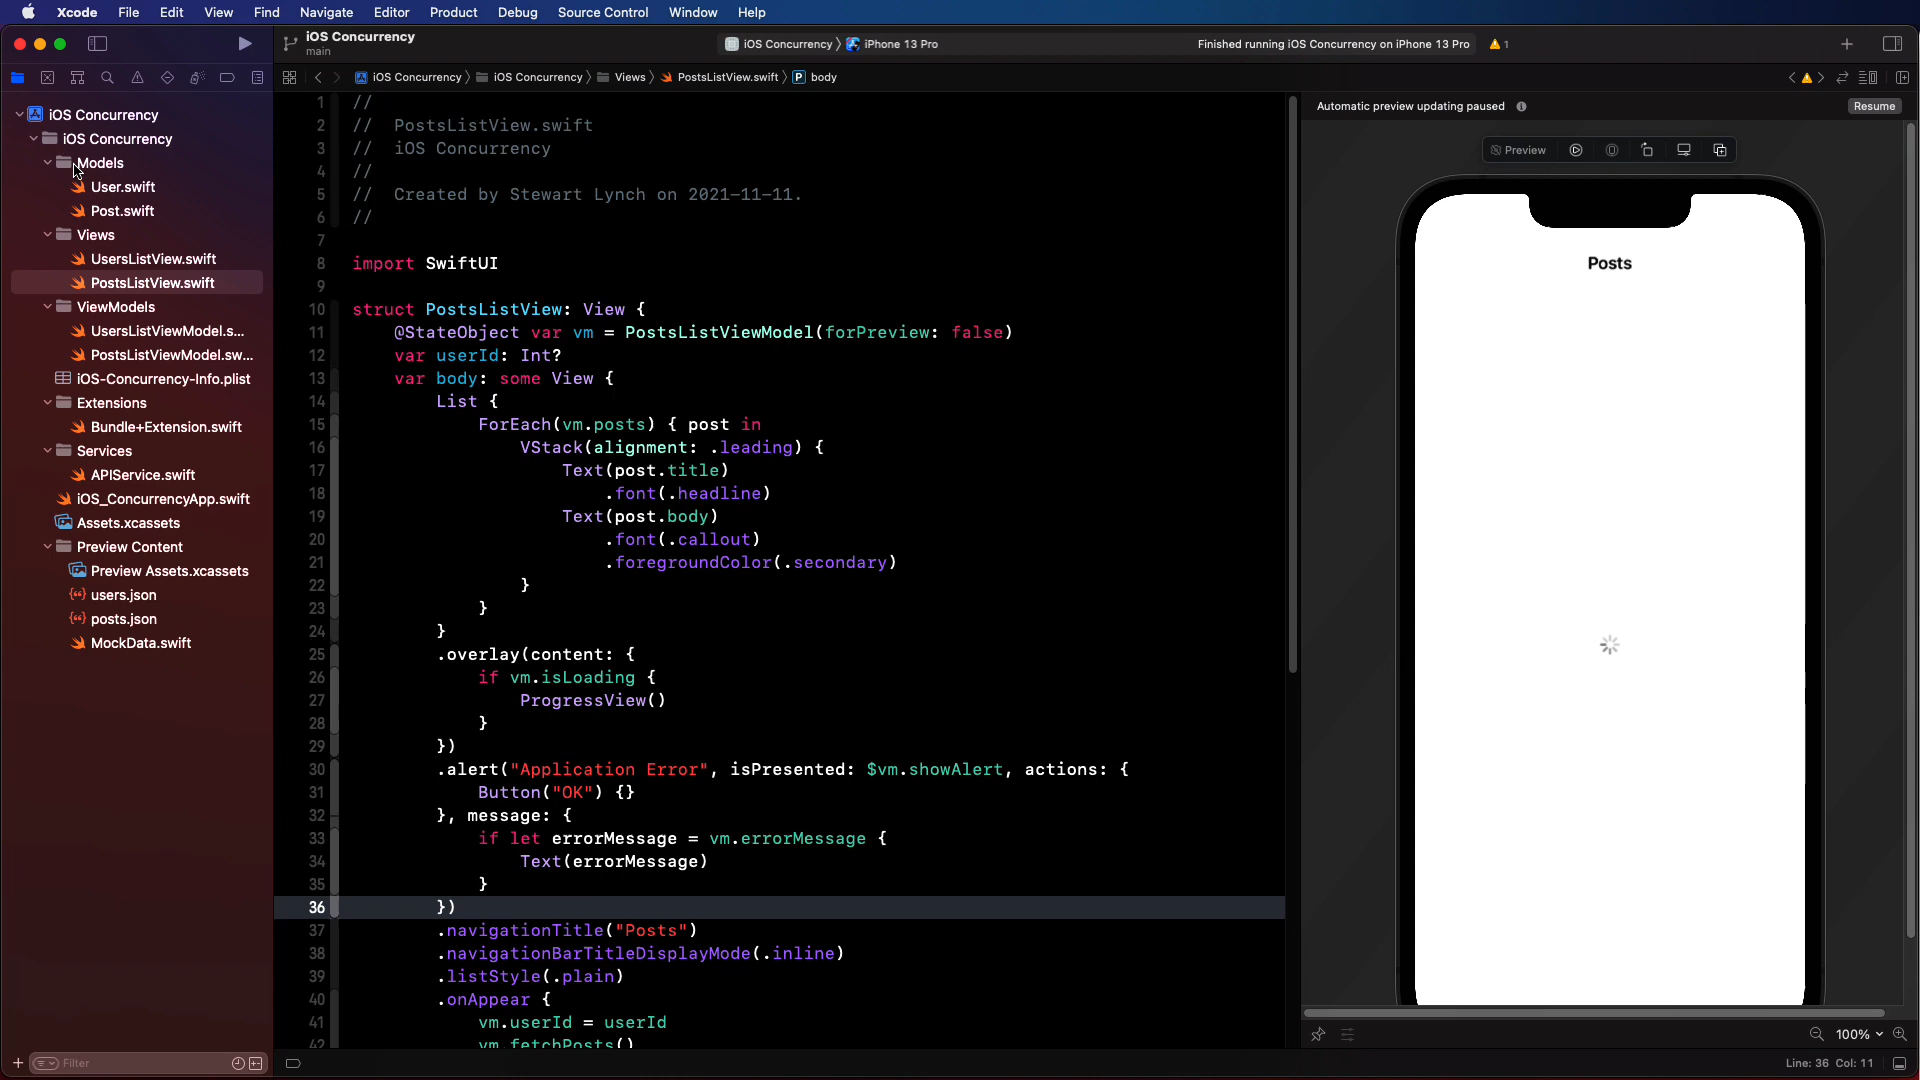 Xcode File Edit View Find Navigate Editor Product Debug Source Control Window Help
iOS Concurrency
main
iOS Concurrency iPhone 13 Pro
Finished running iOS Concurrency on iPhone 13 Pro 1
iOS Concurrency iOS Concurrency Views PostsListView.swift P body
iOS Concurrency
iOS Concurrency
Models
User.swift
Post.swift
Views
UsersListView.swift
PostsListView.swift
ViewModels
UsersListViewModel.s...
PostsListViewModel.sw...
iOS-Concurrency-Info.plist
Extensions
Bundle+Extension.swift
Services
APIService.swift
iOS_ConcurrencyApp.swift
Assets.xcassets
Preview Content
Preview Assets.xcassets
users.json
posts.json
MockData.swift
Filter
1 //
2 // PostsListView.swift
3 // iOS Concurrency
4 //
5 // Created by Stewart Lynch on 2021-11-11.
6 //
7
8 import SwiftUI
9
10 struct PostsListView: View {
11 @StateObject var vm = PostsListViewModel(forPreview: false)
12 var userId: Int?
13 var body: some View {
14 List {
15 ForEach(vm.posts) { post in
16 VStack(alignment: .leading) {
17 Text(post.title)
18 .font(.headline)
19 Text(post.body)
20 .font(.callout)
21 .foregroundColor(.secondary)
22 }
23 }
24 }
25 .overlay(content: {
26 if vm.isLoading {
27 ProgressView()
28 }
29 })
30 .alert("Application Error", isPresented: $vm.showAlert, actions: {
31 Button("OK") {}
32 }, message: {
33 if let errorMessage = vm.errorMessage {
34 Text(errorMessage)
35 }
36 })
37 .navigationTitle("Posts")
38 .navigationBarTitleDisplayMode(.inline)
39 .listStyle(.plain)
40 .onAppear {
41 vm.userId = userId
42 vm.fetchPosts()
Automatic preview updating paused
Resume
Preview
Posts
100%
Line: 36 Col: 11